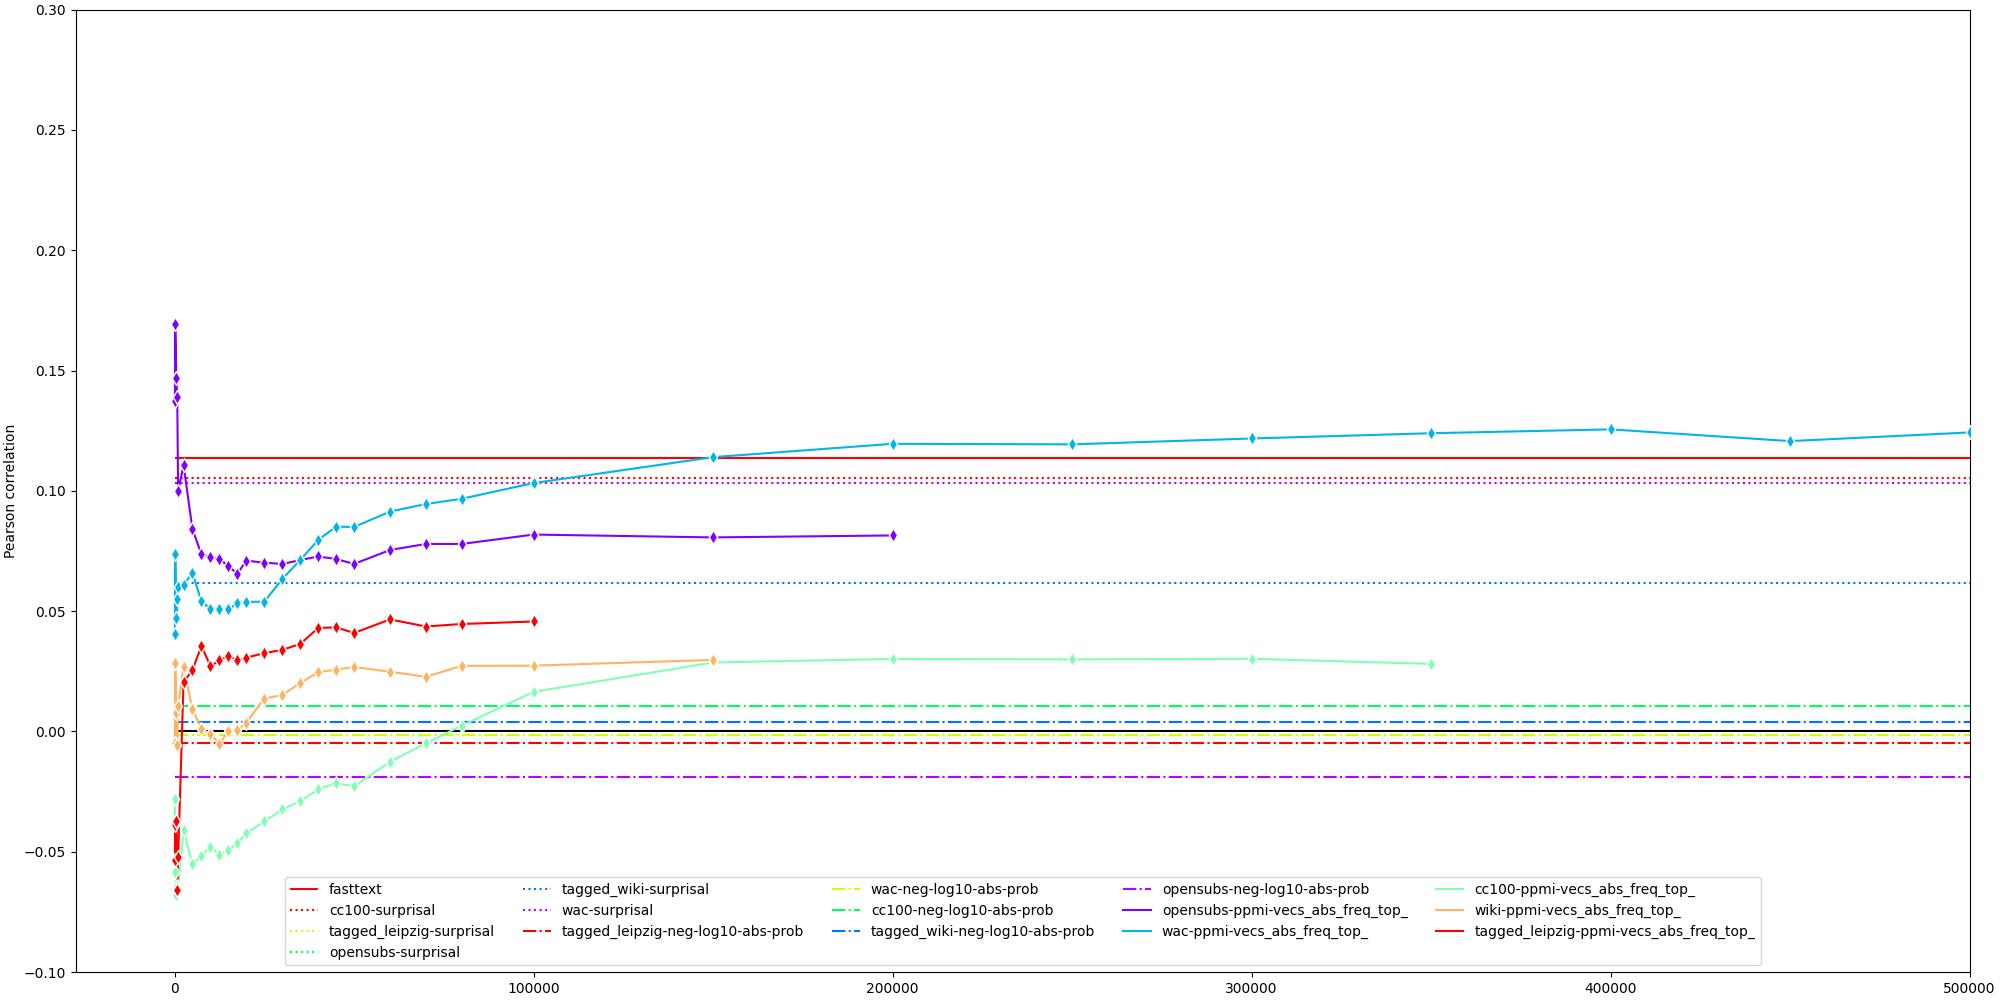 0.30
0.25
0.20
0.15
0.10
0.05
0.00
−0.05
−0.10
Pearson correlation
0
100000
200000
300000
400000
500000
fasttext
cc100-surprisal
tagged_leipzig-surprisal
opensubs-surprisal
tagged_wiki-surprisal
wac-surprisal
tagged_leipzig-neg-log10-abs-prob
wac-neg-log10-abs-prob
cc100-neg-log10-abs-prob
tagged_wiki-neg-log10-abs-prob
opensubs-neg-log10-abs-prob
opensubs-ppmi-vecs_abs_freq_top_
wac-ppmi-vecs_abs_freq_top_
cc100-ppmi-vecs_abs_freq_top_
wiki-ppmi-vecs_abs_freq_top_
tagged_leipzig-ppmi-vecs_abs_freq_top_